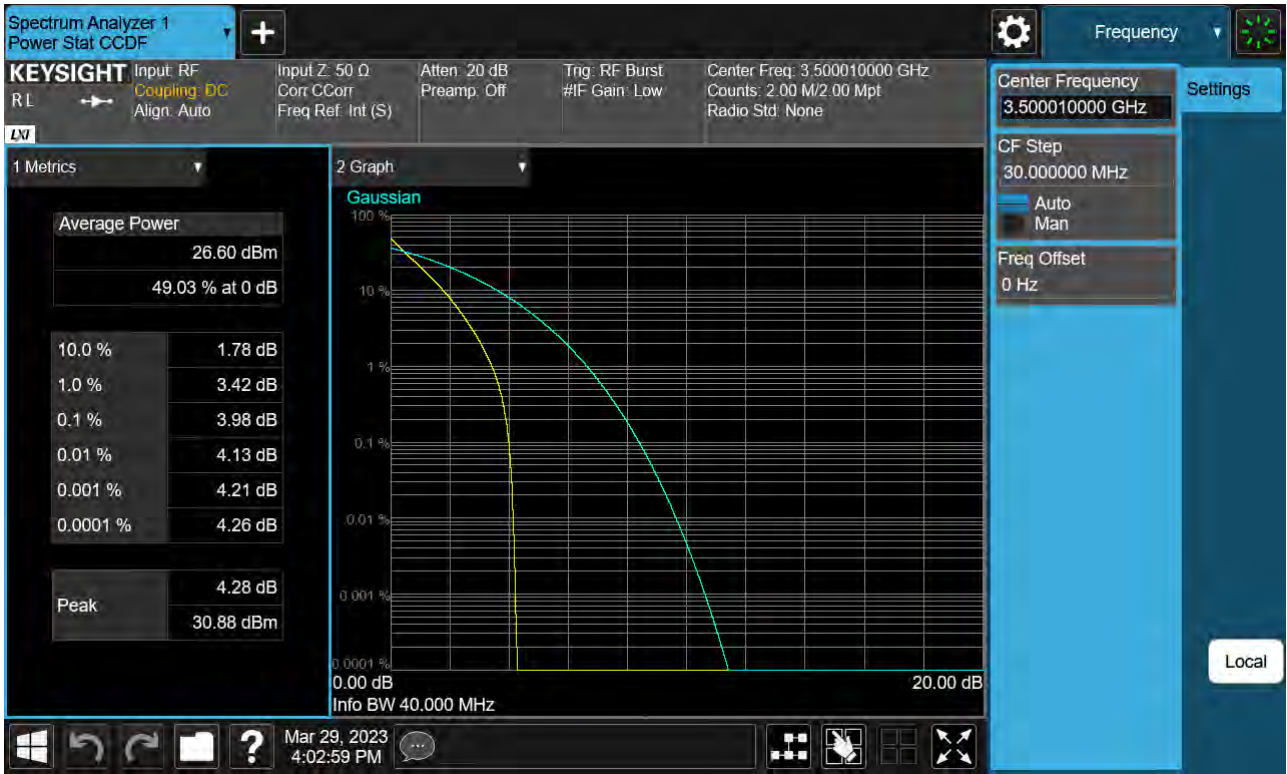 Spectrum Analyzer 1
Power Stat CCDF
Frequency
KEYSIGHT
RL
LXI
Input: RF
Coupling: DC
Align: Auto
Input Z: 50 Ω
Corr CCorr
Freq Ref: Int (S)
Atten: 20 dB
Preamp: Off
Trig: RF Burst
#IF Gain: Low
Center Freq: 3.500010000 GHz
Counts: 2.00 M/2.00 Mpt
Radio Std: None
Center Frequency
3.500010000 GHz
Settings
CF Step
30.000000 MHz
Auto
Man
Freq Offset
0 Hz
Local
1 Metrics
Average Power
26.60 dBm
49.03 % at 0 dB
10.0 % 1.78 dB
1.0 % 3.42 dB
0.1 % 3.98 dB
0.01 % 4.13 dB
0.001 % 4.21 dB
0.0001 % 4.26 dB
Peak
4.28 dB
30.88 dBm
2 Graph
Gaussian
100 %
10 %
1 %
0.1 %
0.01 %
0.001 %
0.0001 %
0.00 dB 20.00 dB
Info BW 40.000 MHz
?
Mar 29, 2023
4:02:59 PM